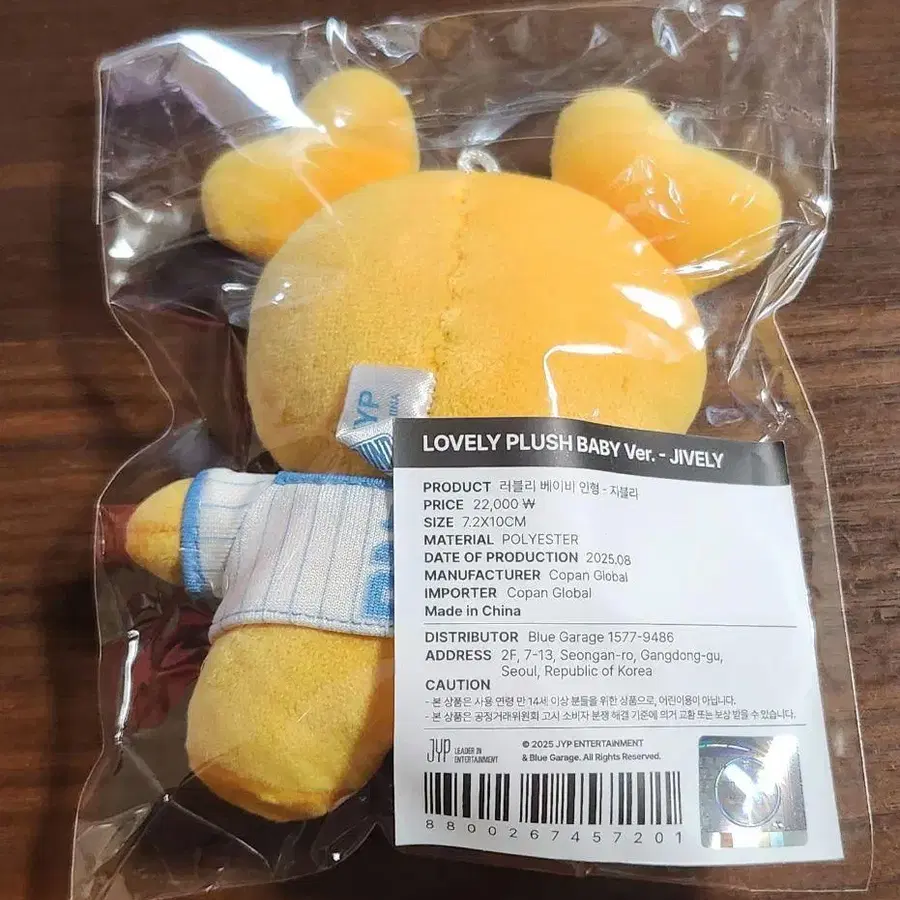 YP
LOVELY PLUSH BABY Ver. - JIVELY
PRODUCT 러블리 베이비 인형 - 지블리
PRICE 22,000 ₩
SIZE 7.2X10CM
MATERIAL POLYESTER
DATE OF PRODUCTION 2025.08
MANUFACTURER Copan Global
IMPORTER Copan Global
Made in China
DISTRIBUTOR Blue Garage 1577-9486
ADDRESS 2F, 7-13, Seongan-ro, Gangdong-gu,
Seoul, Republic of Korea
CAUTION
- 본 상품은 사용 연령 만 14세 이상 분들을 위한 상품으로, 어린이용이 아닙니다.
- 본 상품은 공정거래위원회 고시 소비자 분쟁 해결 기준에 의거 교환 또는 보상 받을 수 있습니다.
JYP LEADER IN ENTERTAINMENT
© 2025 JYP ENTERTAINMENT
& Blue Garage. All Rights Reserved.
8800267457201